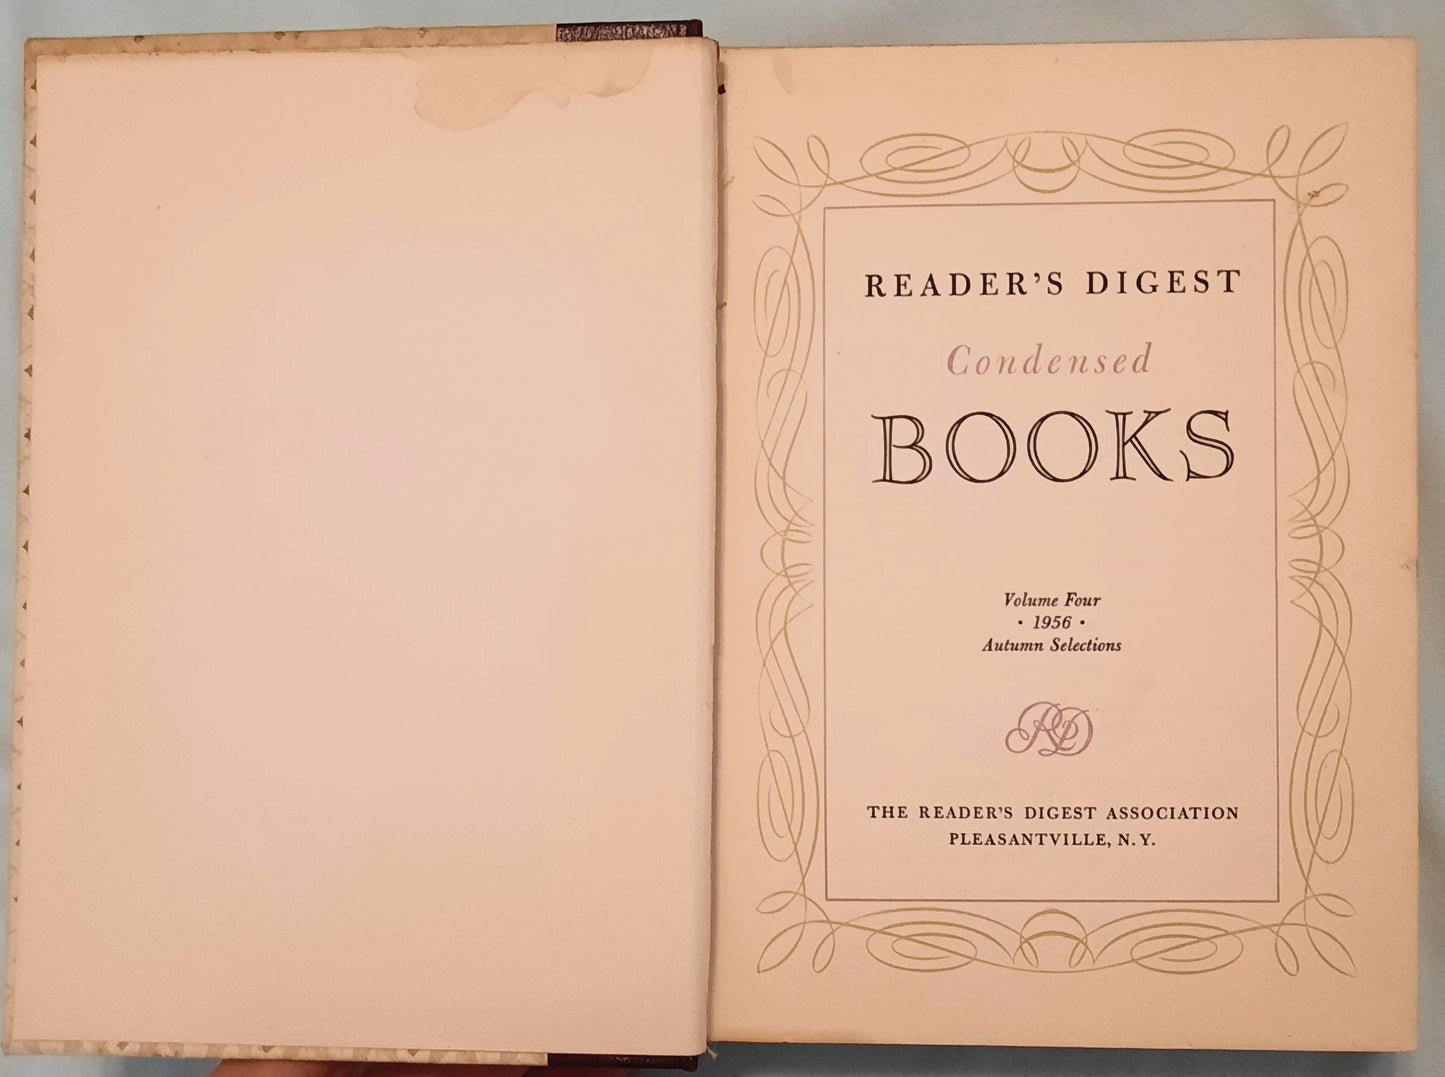 READER'S DIGEST
Condensed
BOOKS
Volume Four
• 1956 •
Autumn Selections
RD
THE READER'S DIGEST ASSOCIATION
PLEASANTVILLE, N.Y.